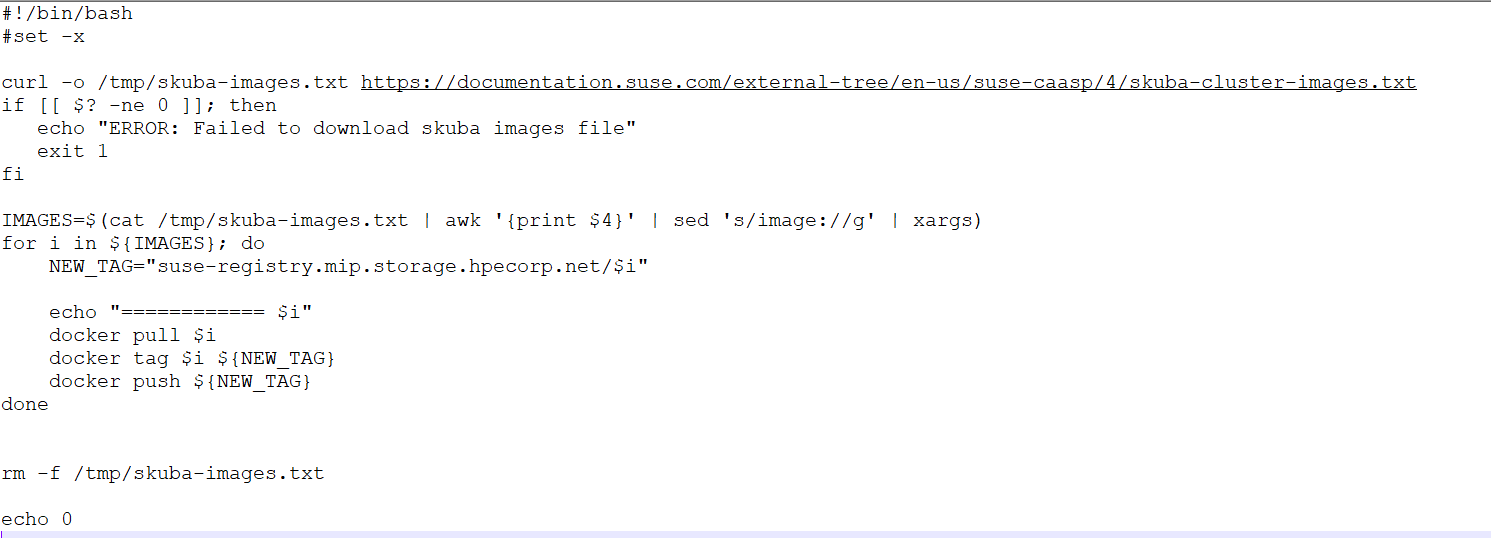 #!/bin/bash
#set -x
curl -o /tmp/skuba-images.txt https://documentation.suse.com/external-tree/en-us/suse-caasp/4/skuba-cluster-images.txt
if [[ $? -ne 0 ]]; then
   echo "ERROR: Failed to download skuba images file"
   exit 1
fi
IMAGES=$(cat /tmp/skuba-images.txt | awk '{print $4}' | sed 's/image://g' | xargs)
for i in ${IMAGES}; do
    NEW_TAG="suse-registry.mip.storage.hpecorp.net/$i"
    echo "============ $i"
    docker pull $i
    docker tag $i ${NEW_TAG}
    docker push ${NEW_TAG}
done
rm -f /tmp/skuba-images.txt
echo 0